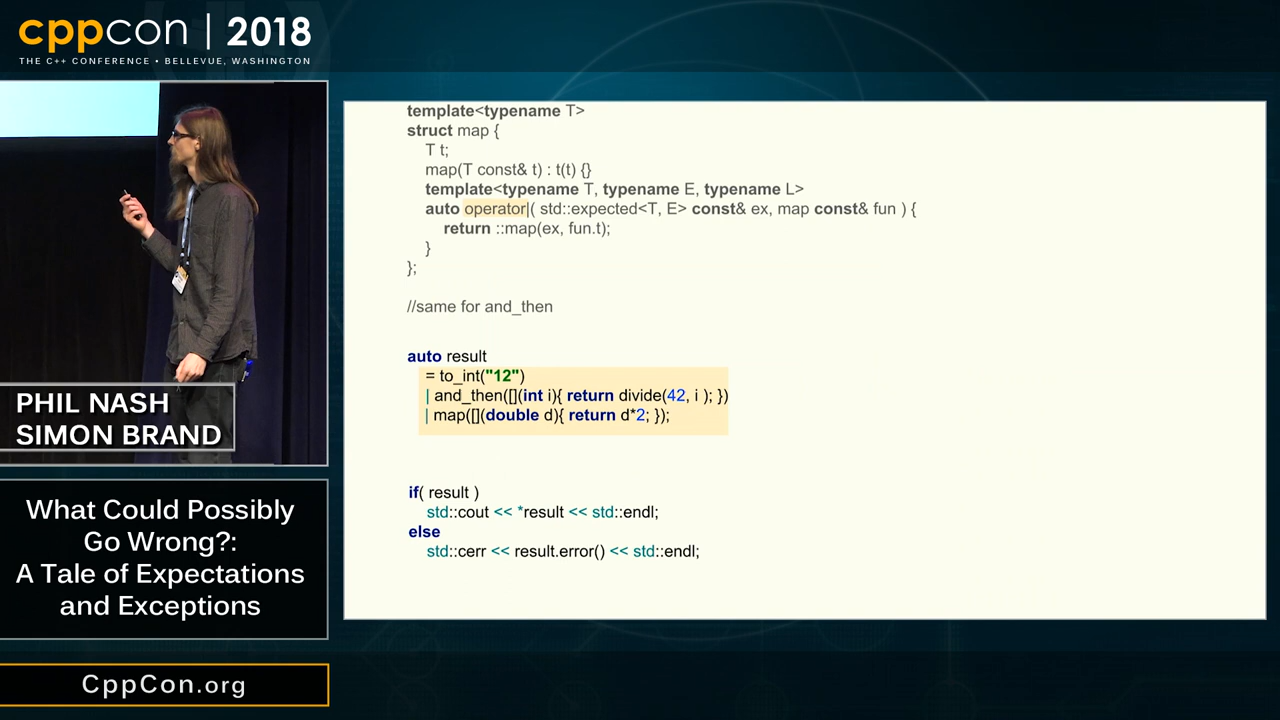 cppcon | 2018
THE C++ CONFERENCE • BELLEVUE, WASHINGTON
PHIL NASH
SIMON BRAND
What Could Possibly
Go Wrong?:
A Tale of Expectations
and Exceptions
CppCon.org
template<typename T>
struct map {
T t;
map(T const& t) : t(t) {}
template<typename T, typename E, typename L>
auto operator|( std::expected<T, E> const& ex, map const& fun ) {
return ::map(ex, fun.t);
}
};
//same for and_then
auto result
= to_int("12")
| and_then([](int i){ return divide(42, i ); })
| map([](double d){ return d*2; });
if( result )
std::cout << *result << std::endl;
else
std::cerr << result.error() << std::endl;